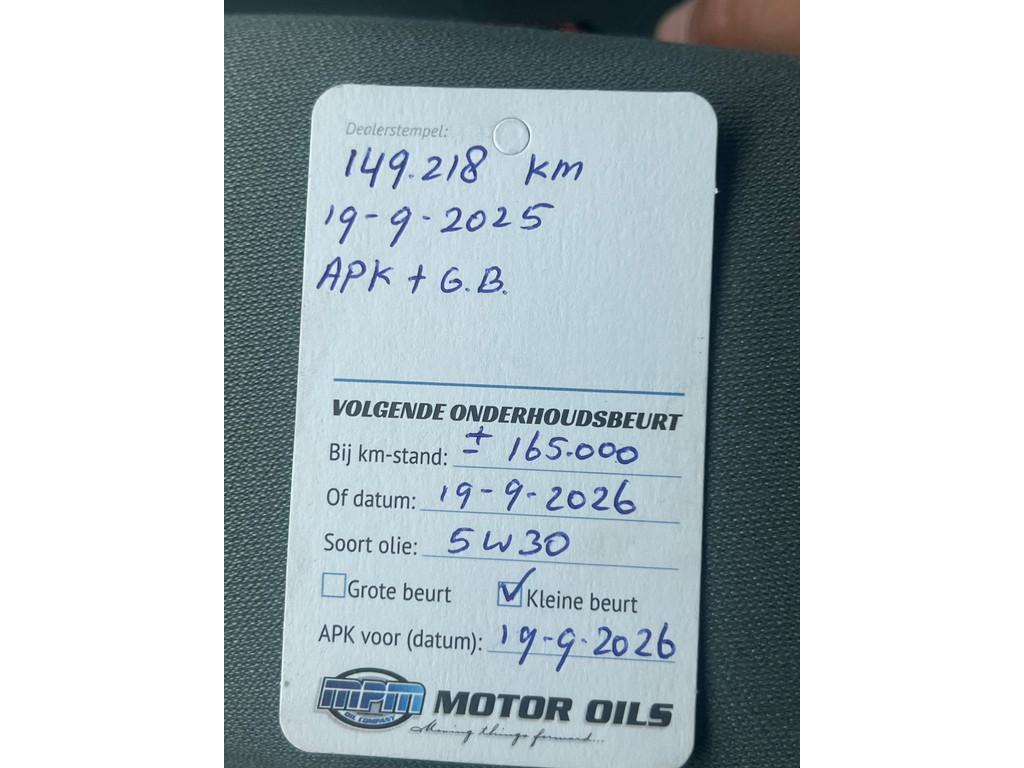 Dealerstempel:
149.218 km
19-9-2025
APK + G.B.
VOLGENDE ONDERHOUDSBEURT
Bij km-stand: ± 165.000
Of datum: 19-9-2026
Soort olie: 5W30
Grote beurt Kleine beurt
APK voor (datum): 19-9-2026
MPM OIL COMPANY MOTOR OILS
Moving things forward...